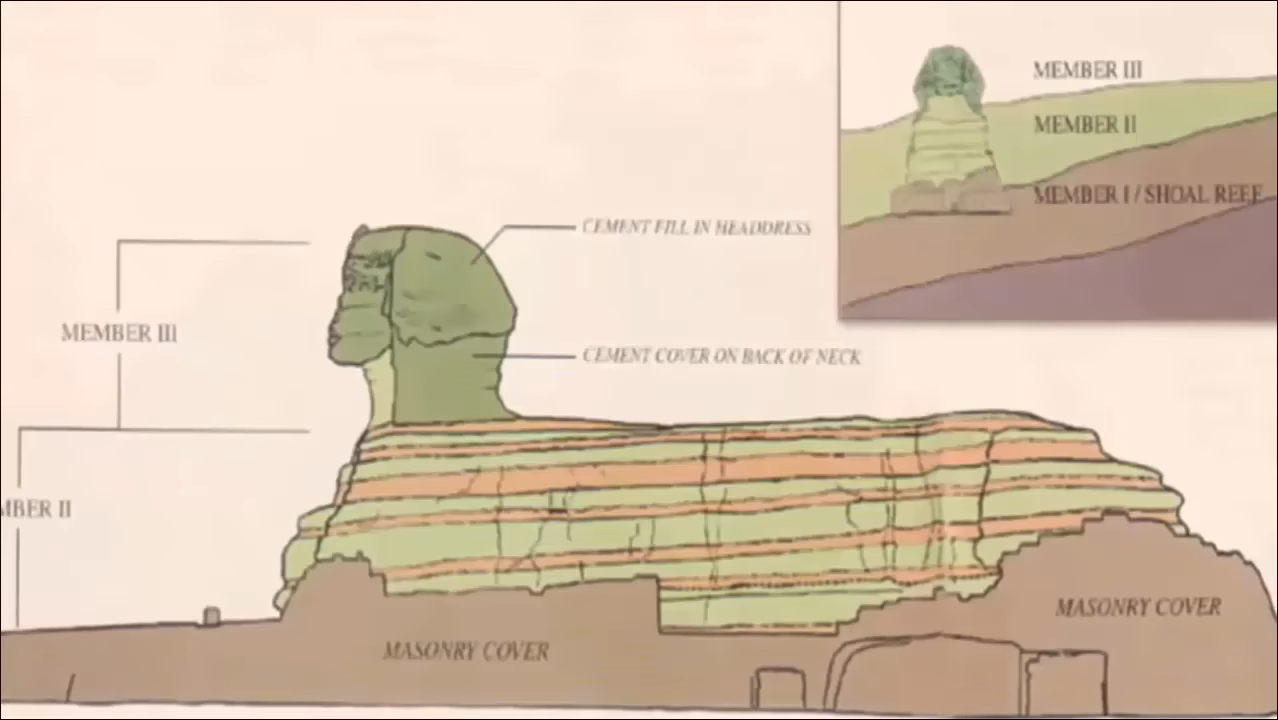 MEMBER III
MEMBER II
MEMBER I / SHOAL REEF
CEMENT FILL IN HEADDRESS
MEMBER III
CEMENT COVER ON BACK OF NECK
MBER II
MASONRY COVER
MASONRY COVER